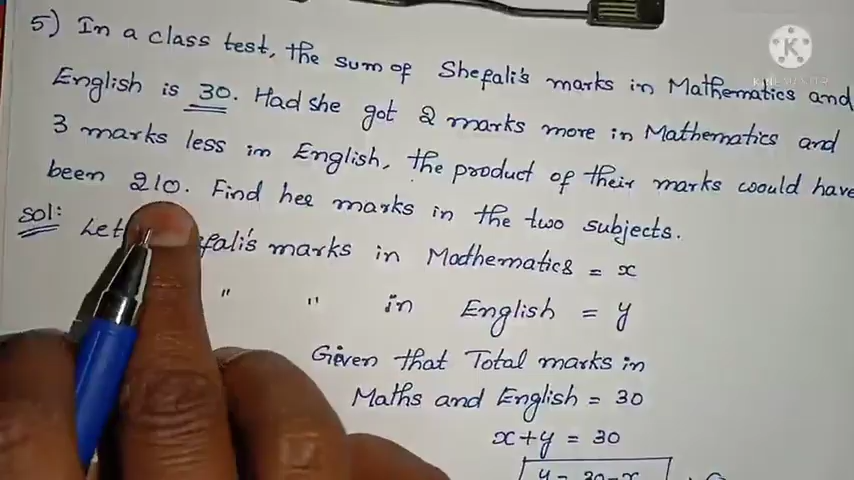 5) In a class test, the sum of Shefali's marks in Mathematics and
English is 30. Had she got 2 marks more in Mathematics and
3 marks less in English, the product of their marks would have
been 210. Find her marks in the two subjects.
Sol: Let marks in Mathematics = x
" " in English = y
Given that Total marks in
Maths and English = 30
x+y = 30
y = 30-x
K
KINEMASTER